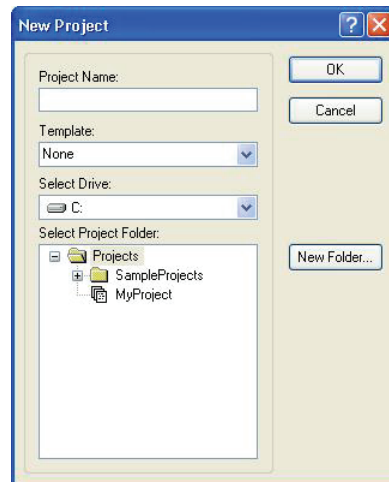 New Project
Project Name:
OK
Cancel
Template:
None
Select Drive:
C:
Select Project Folder:
Projects
SampleProjects
MyProject
New Folder...